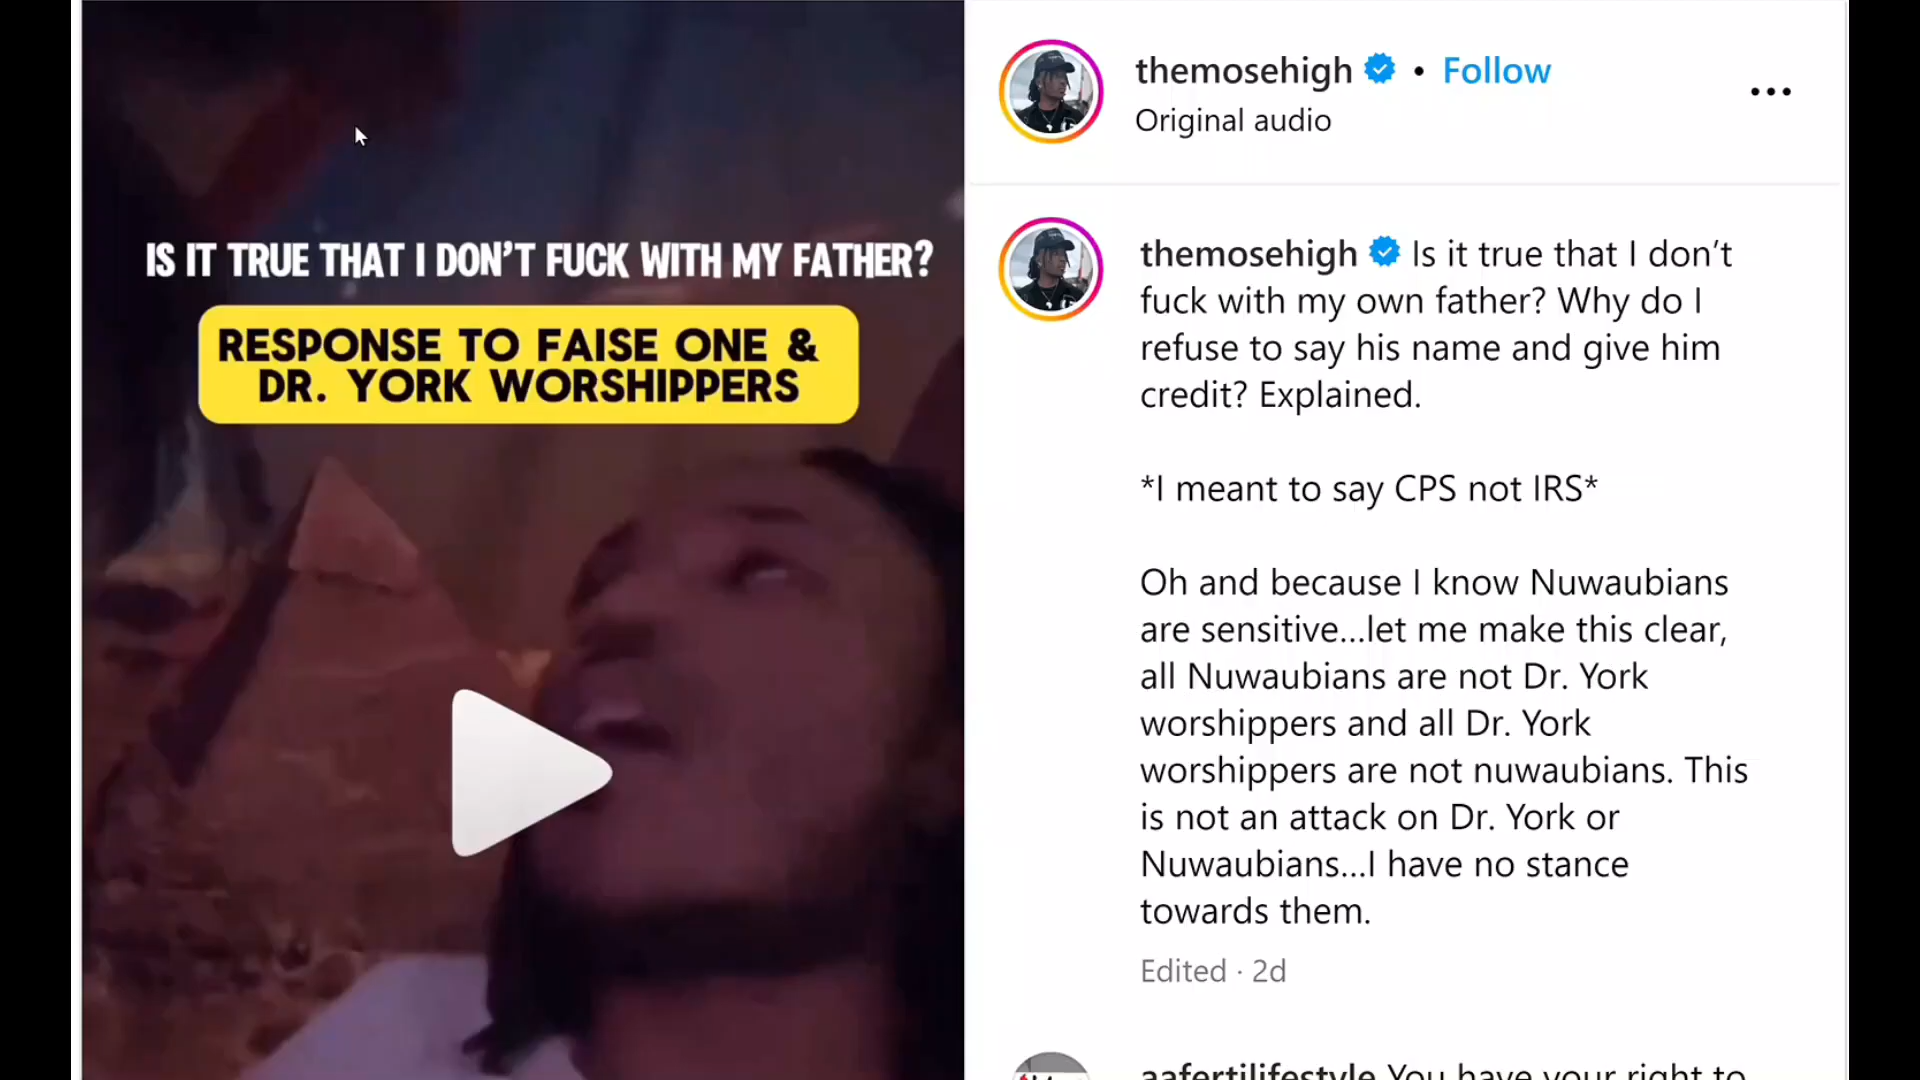 IS IT TRUE THAT I DON'T FUCK WITH MY FATHER?
RESPONSE TO FAISE ONE &
DR. YORK WORSHIPPERS
themosehigh • Follow
Original audio
themosehigh Is it true that I don't
fuck with my own father? Why do I
refuse to say his name and give him
credit? Explained.
*I meant to say CPS not IRS*
Oh and because I know Nuwaubians
are sensitive...let me make this clear,
all Nuwaubians are not Dr. York
worshippers and all Dr. York
worshippers are not nuwaubians. This
is not an attack on Dr. York or
Nuwaubians...I have no stance
towards them.
Edited · 2d
aafertilifestyle You have your right to